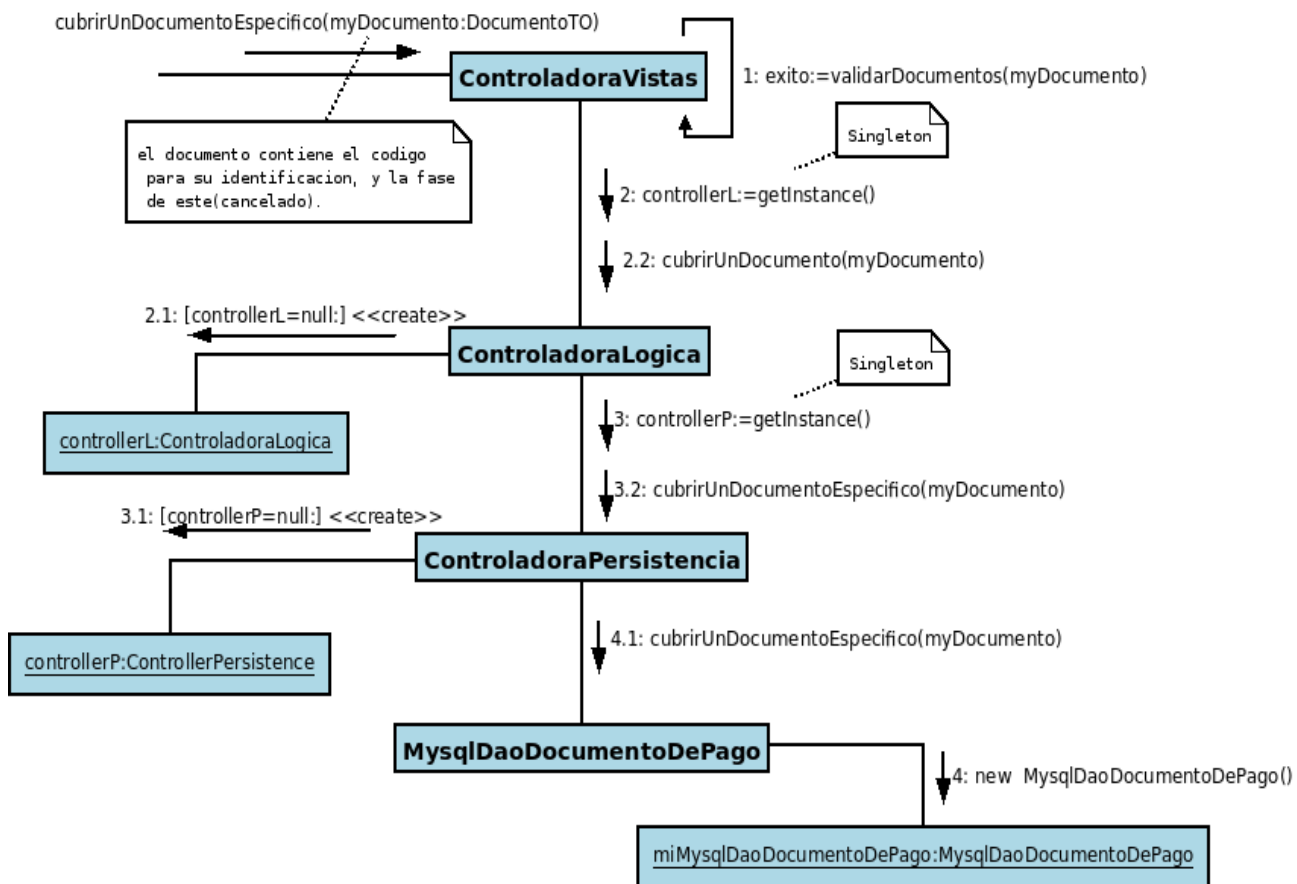 cubrirUnDocumentoEspecifico(myDocumento:DocumentoTO)
ControladoraVistas
1: exito:=validarDocumentos(myDocumento)
Singleton
el documento contiene el codigo
para su identificacion, y la fase
de este(cancelado).
2: controllerL:=getInstance()
2.2: cubrirUnDocumento(myDocumento)
2.1: [controllerL=null:] <<create>>
ControladoraLogica
Singleton
controllerL:ControladoraLogica
3: controllerP:=getInstance()
3.2: cubrirUnDocumentoEspecifico(myDocumento)
3.1: [controllerP=null:] <<create>>
ControladoraPersistencia
controllerP:ControllerPersistence
4.1: cubrirUnDocumentoEspecifico(myDocumento)
MysqlDaoDocumentoDePago
4: new MysqlDaoDocumentoDePago()
miMysqlDaoDocumentoDePago:MysqlDaoDocumentoDePago